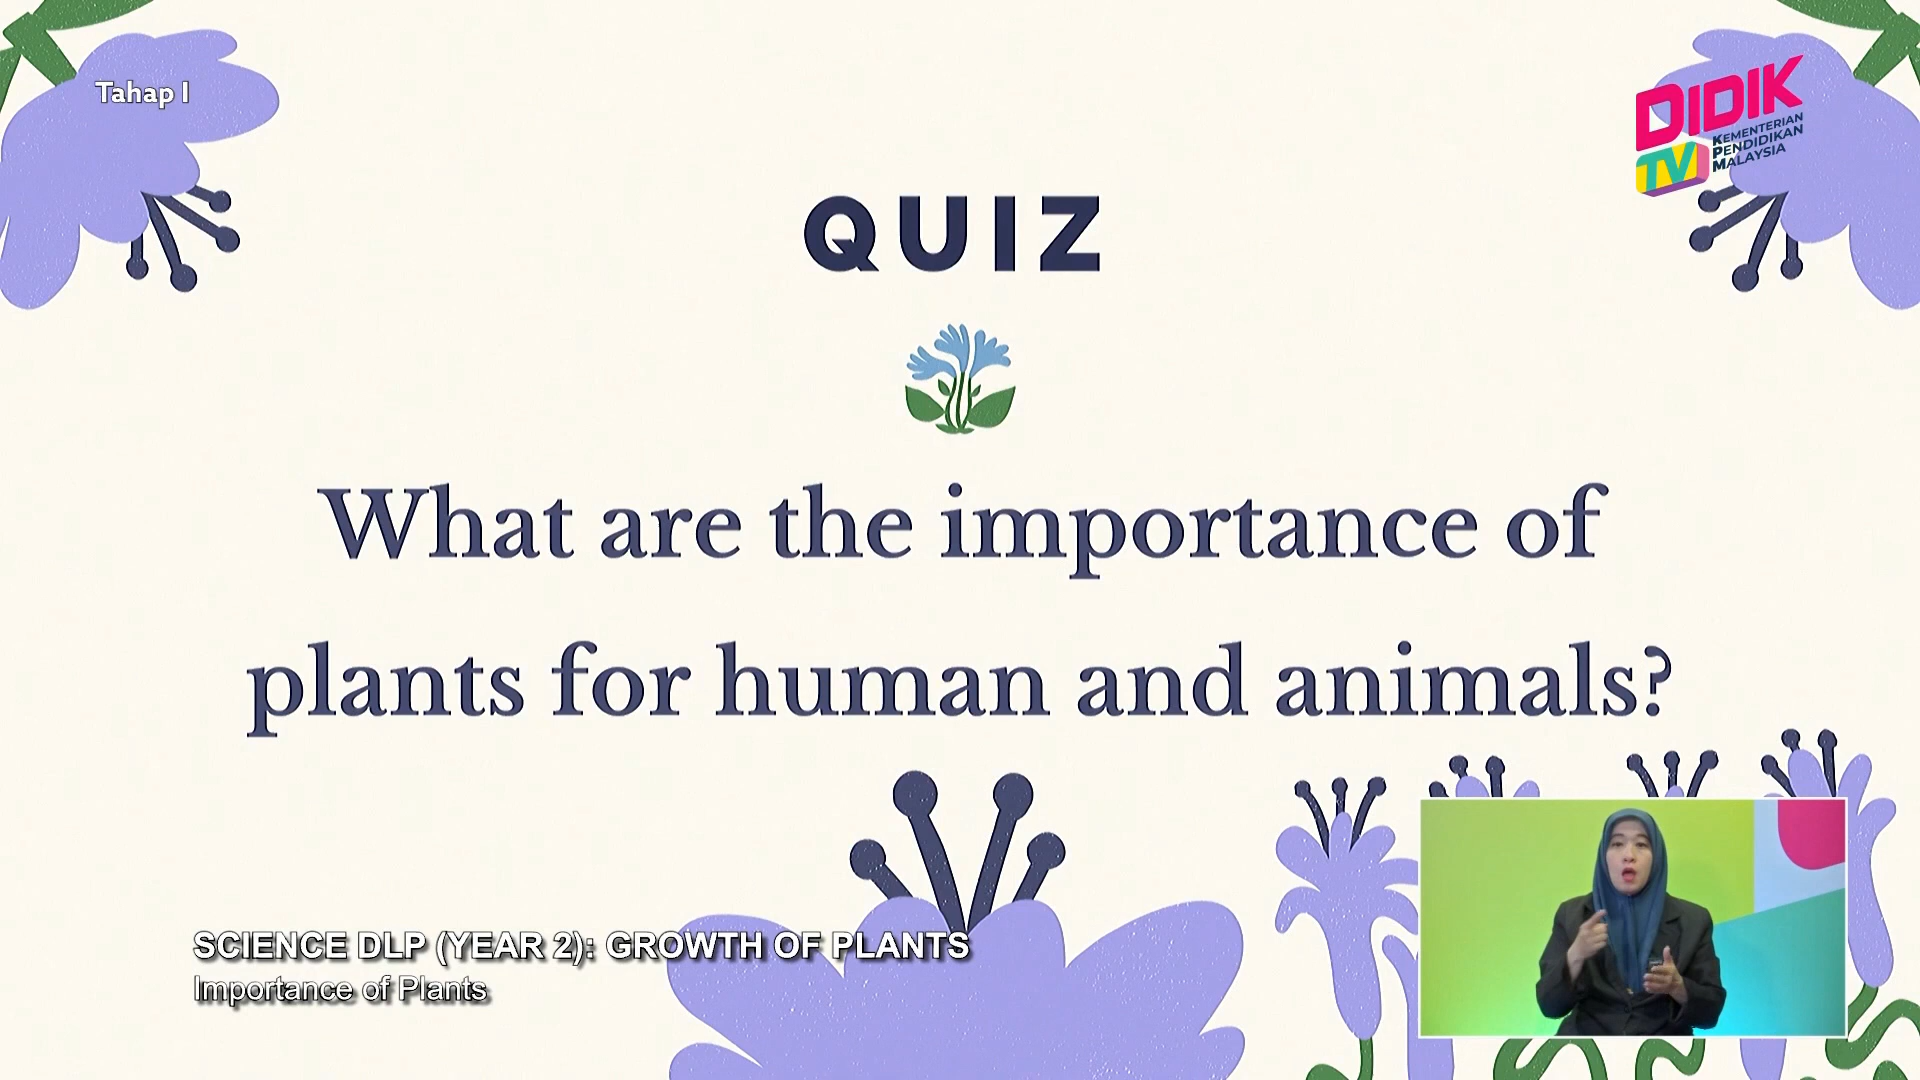 Tahap I
DIDIK
TV
KEMENTERIAN
PENDIDIKAN
MALAYSIA
QUIZ
What are the importance of
plants for human and animals?
SCIENCE DLP (YEAR 2): GROWTH OF PLANTS
Importance of Plants